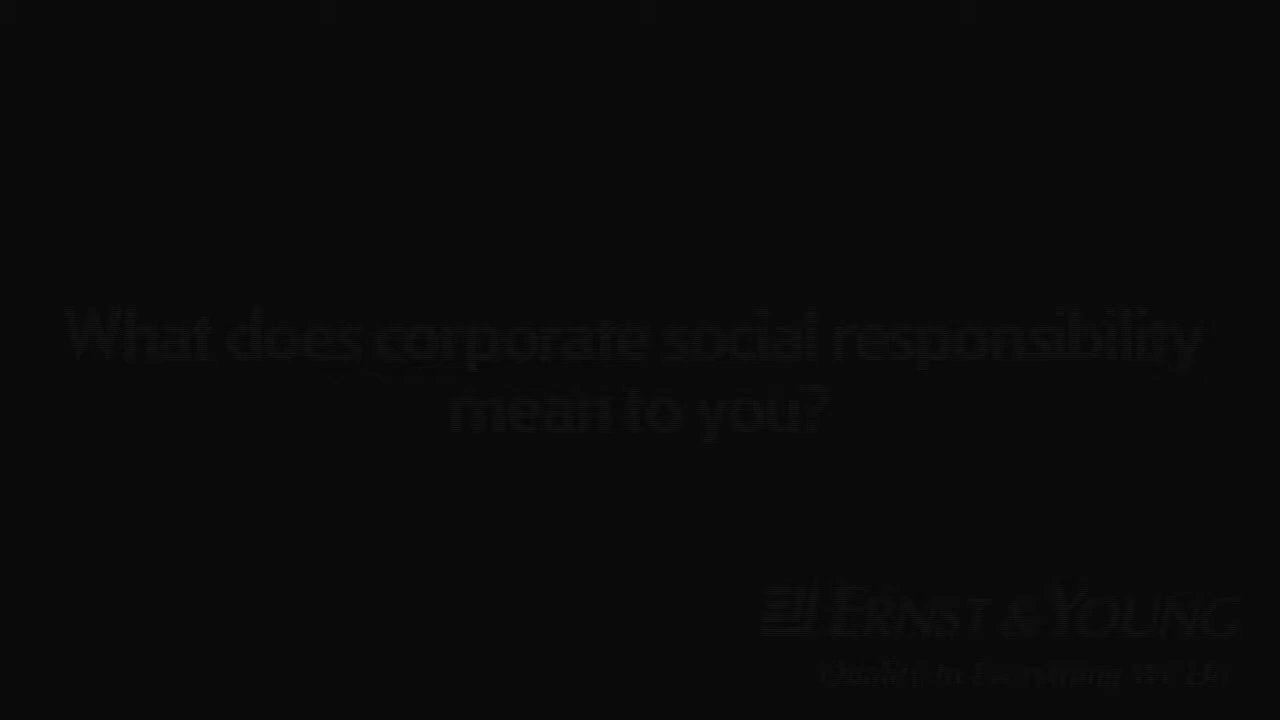 What does corporate social responsibility
mean to you?
ERNST & YOUNG
Quality In Everything We Do